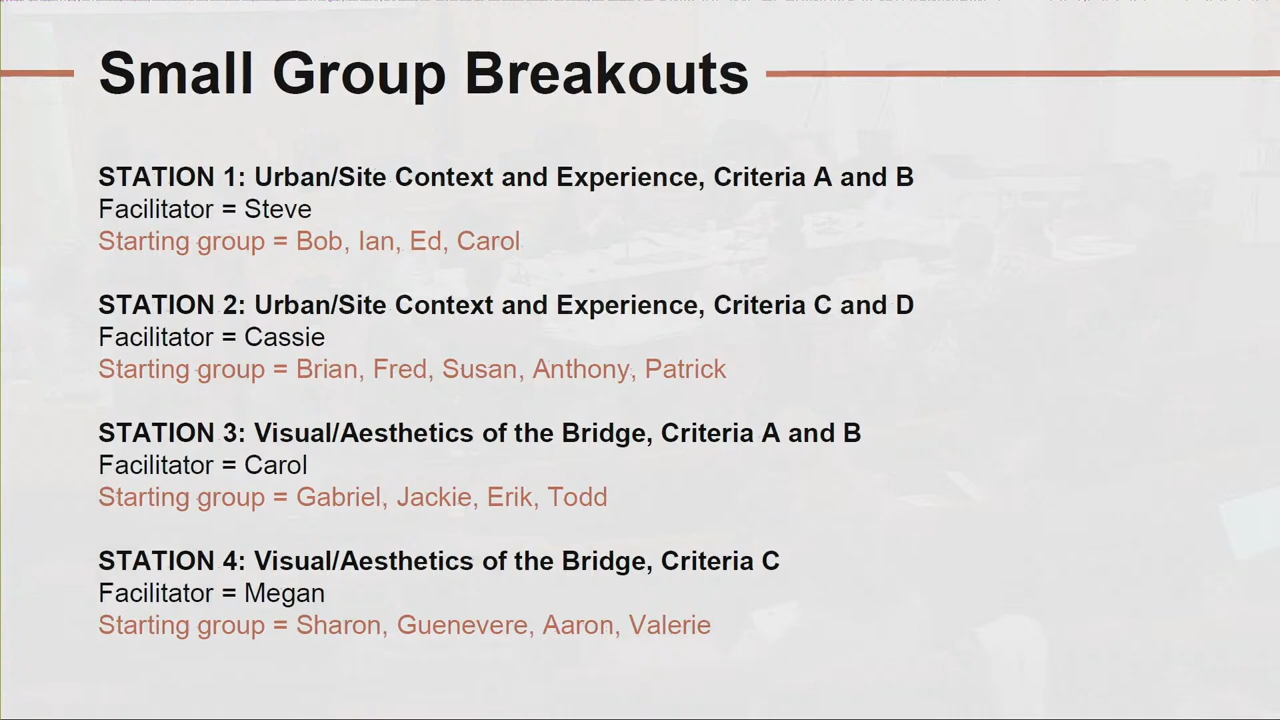 Small Group Breakouts
STATION 1: Urban/Site Context and Experience, Criteria A and B
Facilitator = Steve
Starting group = Bob, Ian, Ed, Carol
STATION 2: Urban/Site Context and Experience, Criteria C and D
Facilitator = Cassie
Starting group = Brian, Fred, Susan, Anthony, Patrick
STATION 3: Visual/Aesthetics of the Bridge, Criteria A and B
Facilitator = Carol
Starting group = Gabriel, Jackie, Erik, Todd
STATION 4: Visual/Aesthetics of the Bridge, Criteria C
Facilitator = Megan
Starting group = Sharon, Guenevere, Aaron, Valerie